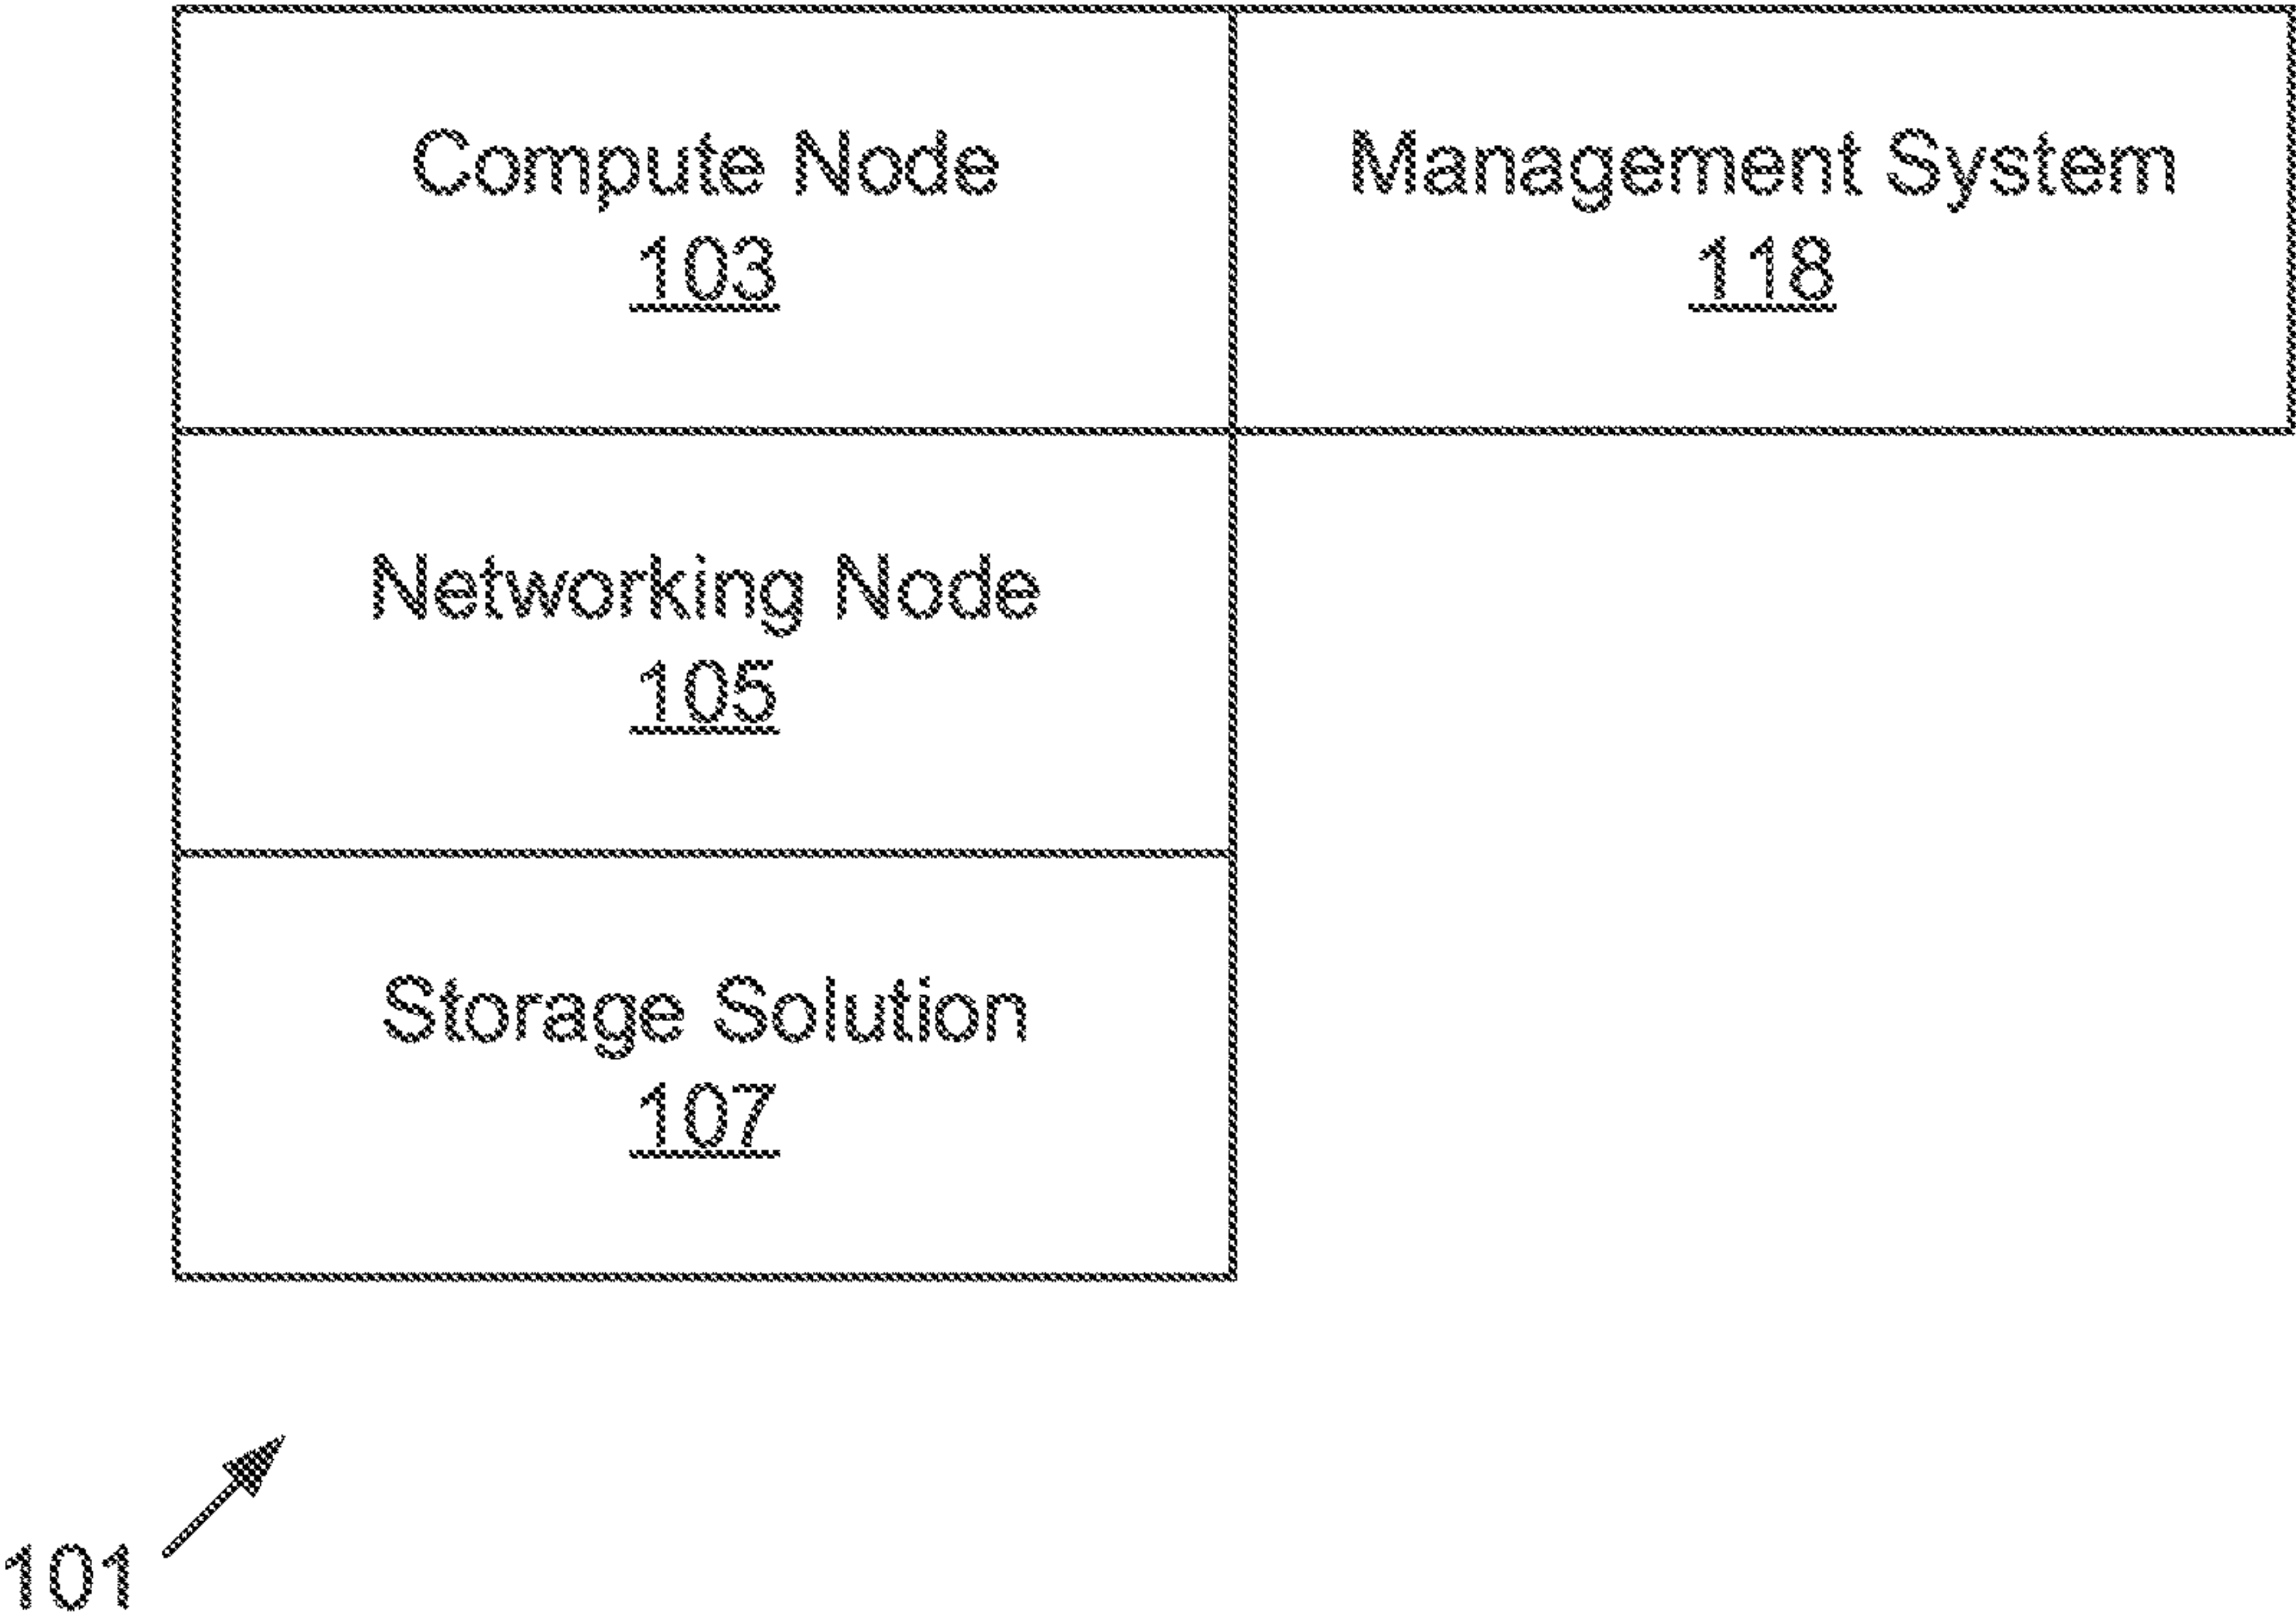 Compute Node
103
Management System
118
Networking Node
105
Storage Solution
107
101